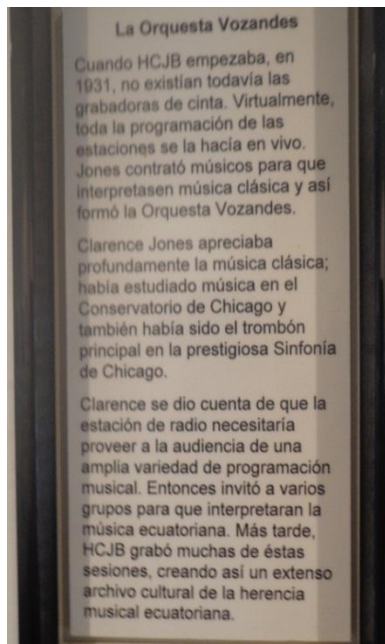 La Orquesta Vozandes
Cuando HCJB empezaba, en
1931, no existían todavía las
grabadoras de cinta. Virtualmente,
toda la programación de las
estaciones se la hacía en vivo.
Jones contrató músicos para que
interpretasen música clásica y así
formó la Orquesta Vozandes.
Clarence Jones apreciaba
profundamente la música clásica;
había estudiado música en el
Conservatorio de Chicago y
también había sido el trombón
principal en la prestigiosa Sinfonía
de Chicago.
Clarence se dio cuenta de que la
estación de radio necesitaría
proveer a la audiencia de una
amplia variedad de programación
musical. Entonces invitó a varios
grupos para que interpretaran la
música ecuatoriana. Más tarde,
HCJB grabó muchas de éstas
sesiones, creando así un extenso
archivo cultural de la herencia
musical ecuatoriana.